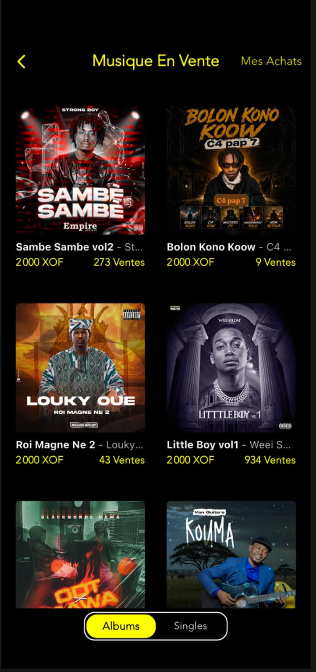 Musique En Vente
Mes Achats
STRONG BOY
SAMBE
SAMBE
Empire
Sambe Sambe vol2 - St...
2 000 XOF
273 Ventes
BOLON KONO
KOOW
C4 pap 7
C4 pap 7
Bolon Kono Koow - C4 ...
2 000 XOF
9 Ventes
LOUKY OUE
ROI MAGNE NE 2
Roi Magne Ne 2 - Louky...
2 000 XOF
43 Ventes
WEEI SOLDAT
LITTTLE BOY vol 1
Little Boy vol1 - Weei S...
2 000 XOF
934 Ventes
Van Guitare
KOUMA
Albums
Singles